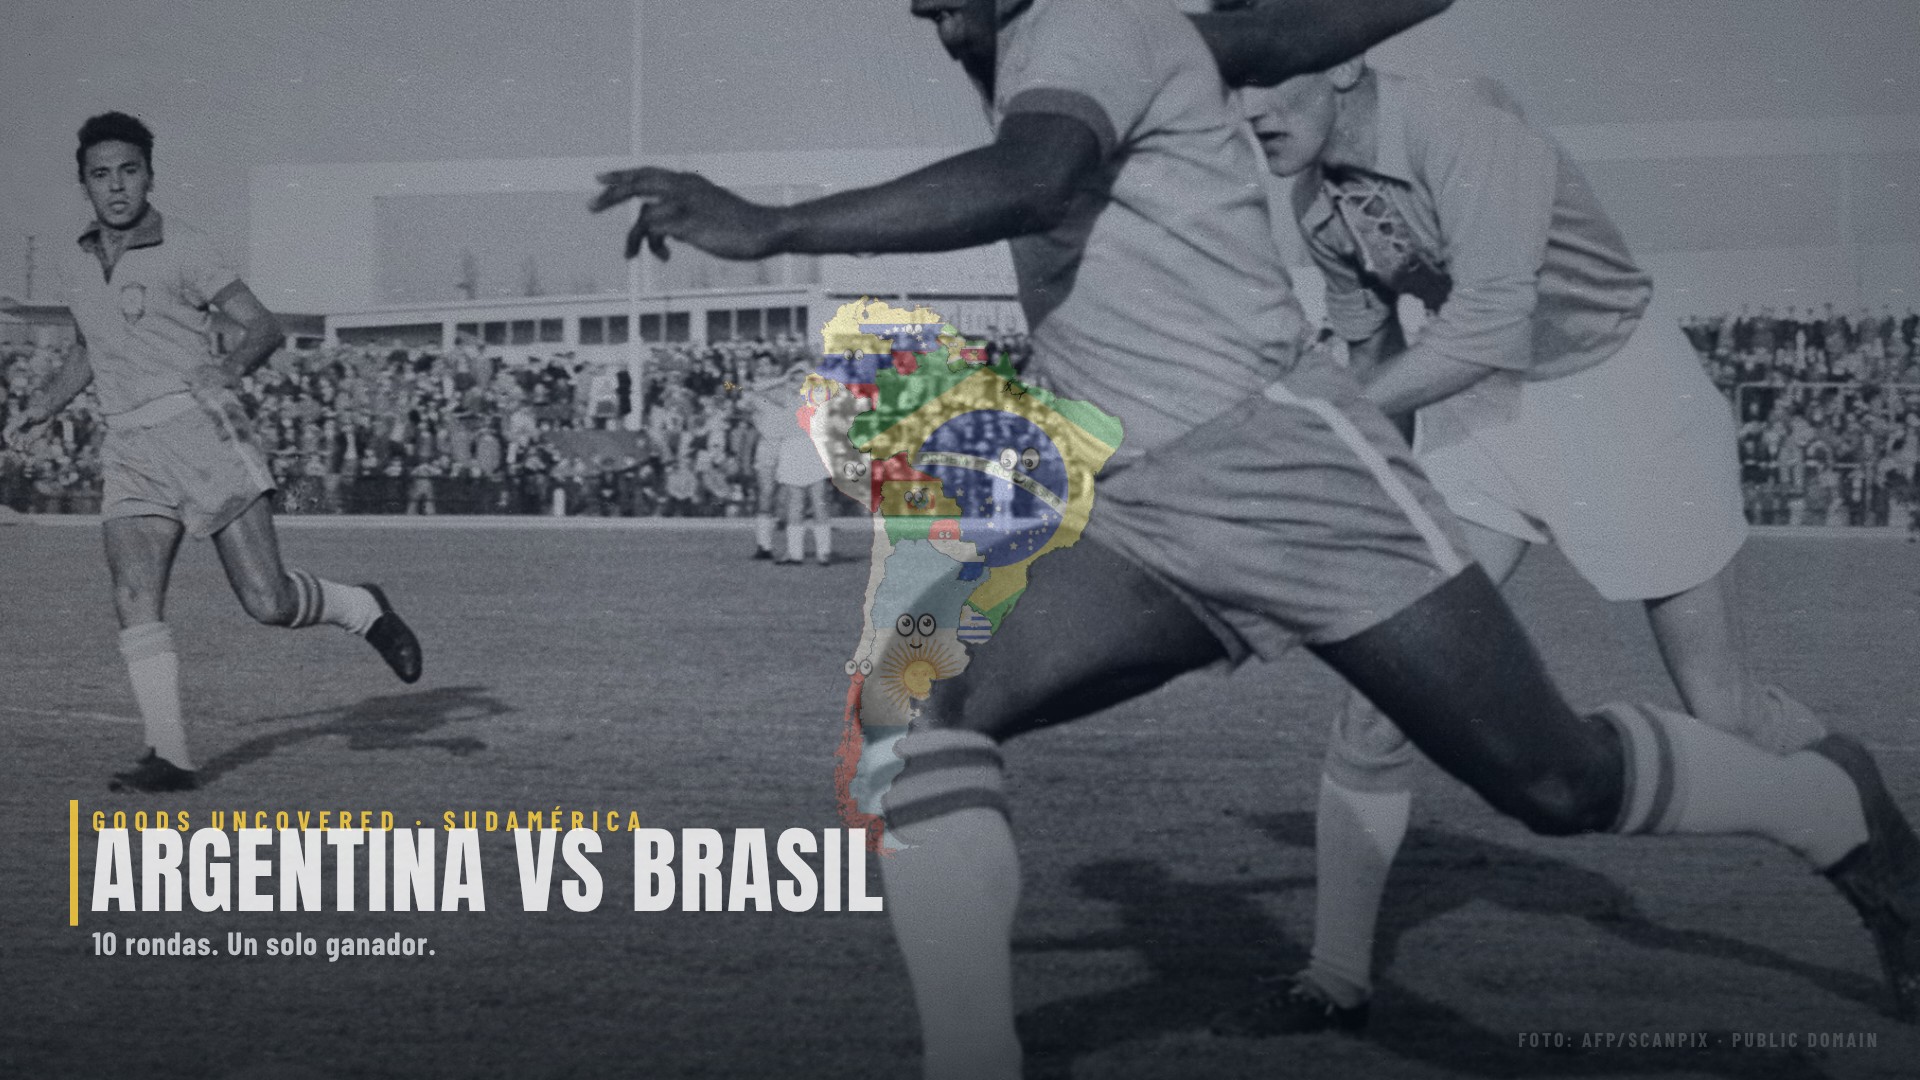 GOODS UNCOVERED · SUDAMÉRICA
ARGENTINA VS BRASIL
10 rondas. Un solo ganador.
FOTO: AFP/SCANPIX · PUBLIC DOMAIN